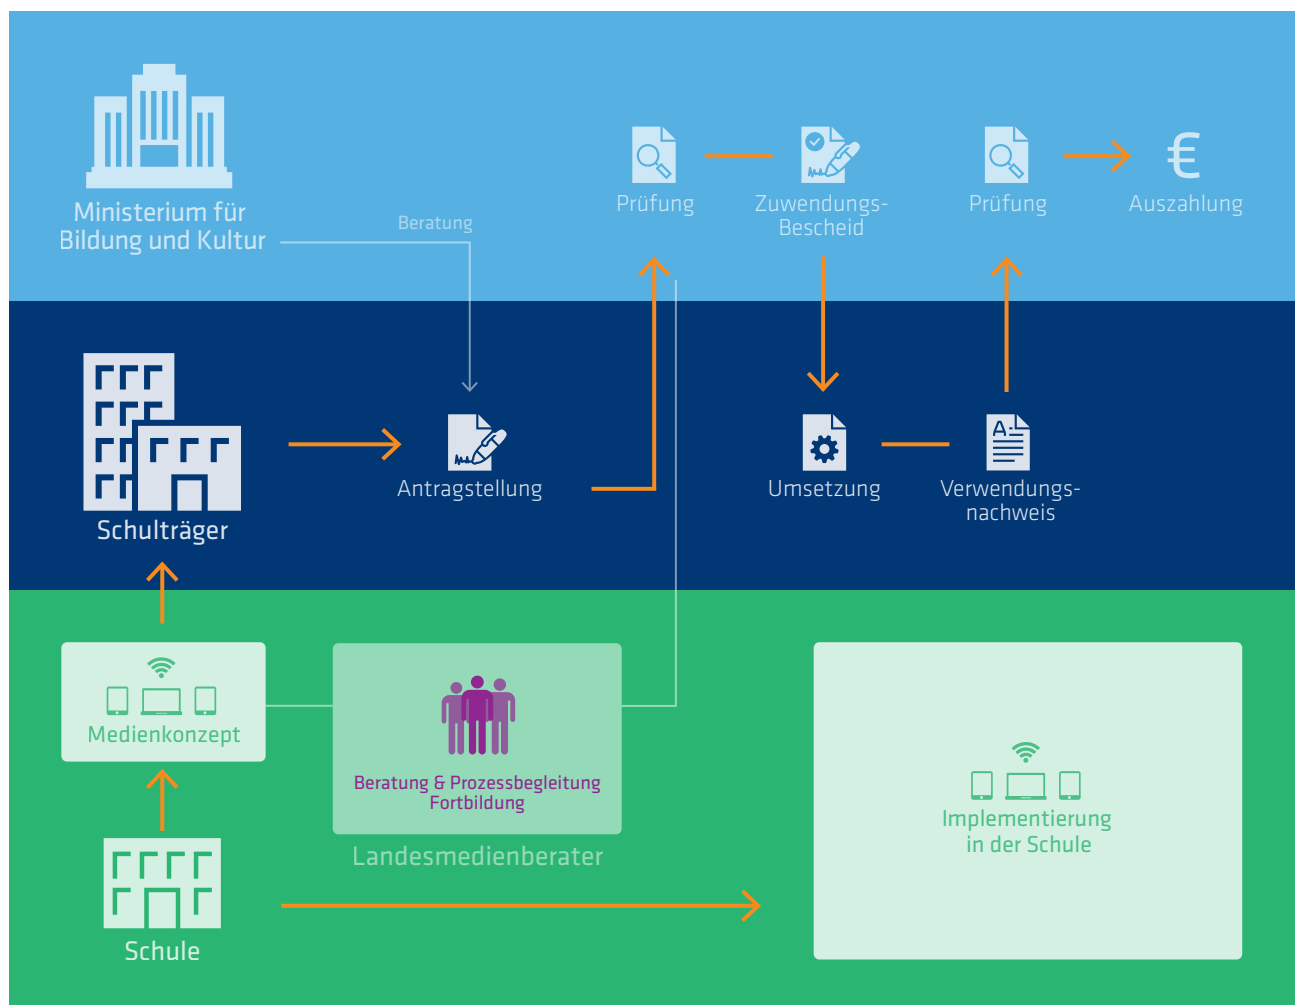 Ministerium für
Bildung und Kultur
Beratung
Prüfung
Zuwendungs-
Bescheid
Prüfung
€
Auszahlung
Schulträger
Antragstellung
Umsetzung
A
Verwendungs-
nachweis
Medienkonzept
Beratung & Prozessbegleitung
Fortbildung
Landesmedienberater
Implementierung
in der Schule
Schule